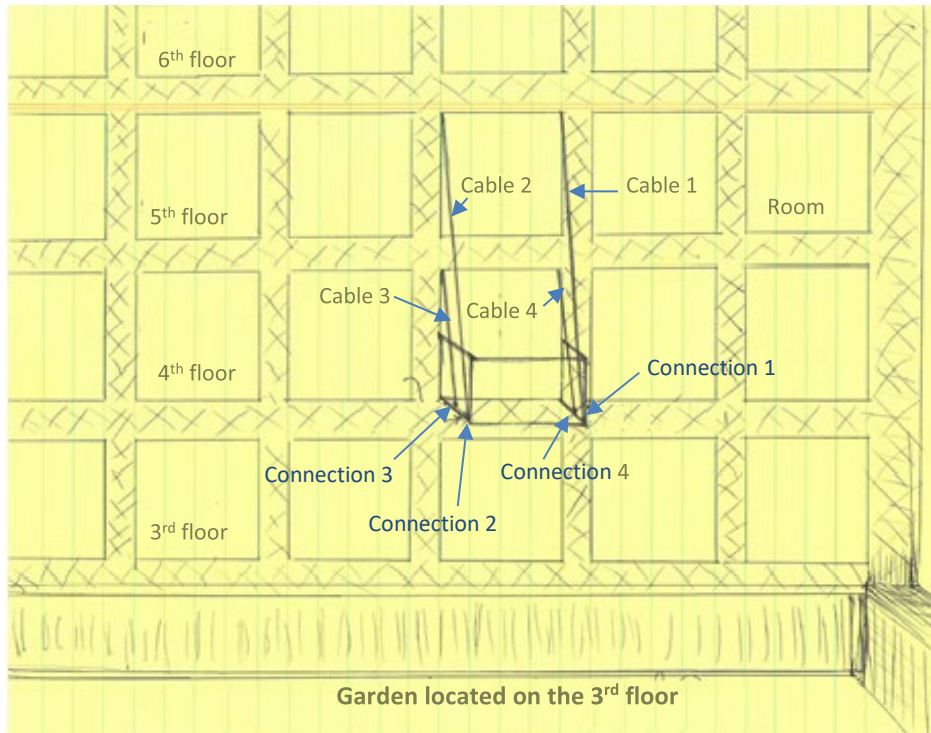 6th floor
Cable 2
Cable 1
5th floor
Room
Cable 3
Cable 4
4th floor
Connection 1
Connection 3
Connection 4
Connection 2
3rd floor
Garden located on the 3rd floor